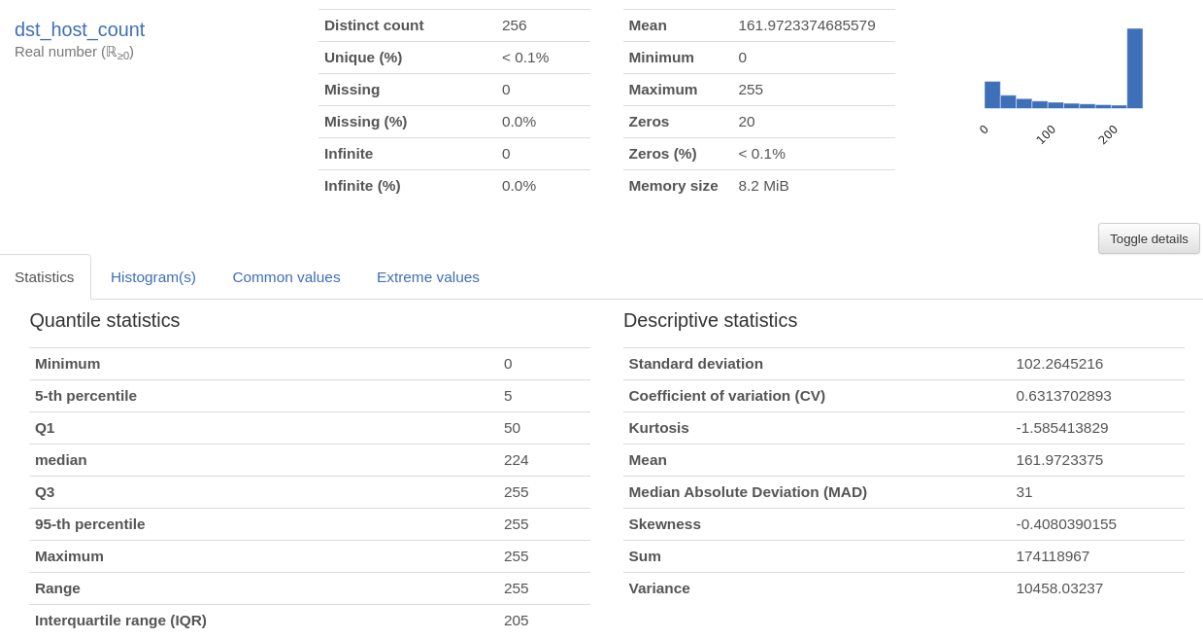 dst_host_count
Real number (ℝ≥0)
Distinct count 256
Unique (%) < 0.1%
Missing 0
Missing (%) 0.0%
Infinite 0
Infinite (%) 0.0%
Mean 161.9723374685579
Minimum 0
Maximum 255
Zeros 20
Zeros (%) < 0.1%
Memory size 8.2 MiB
0 100 200
Toggle details
Statistics Histogram(s) Common values Extreme values
Quantile statistics
Minimum 0
5-th percentile 5
Q1 50
median 224
Q3 255
95-th percentile 255
Maximum 255
Range 255
Interquartile range (IQR) 205
Descriptive statistics
Standard deviation 102.2645216
Coefficient of variation (CV) 0.6313702893
Kurtosis -1.585413829
Mean 161.9723375
Median Absolute Deviation (MAD) 31
Skewness -0.4080390155
Sum 174118967
Variance 10458.03237